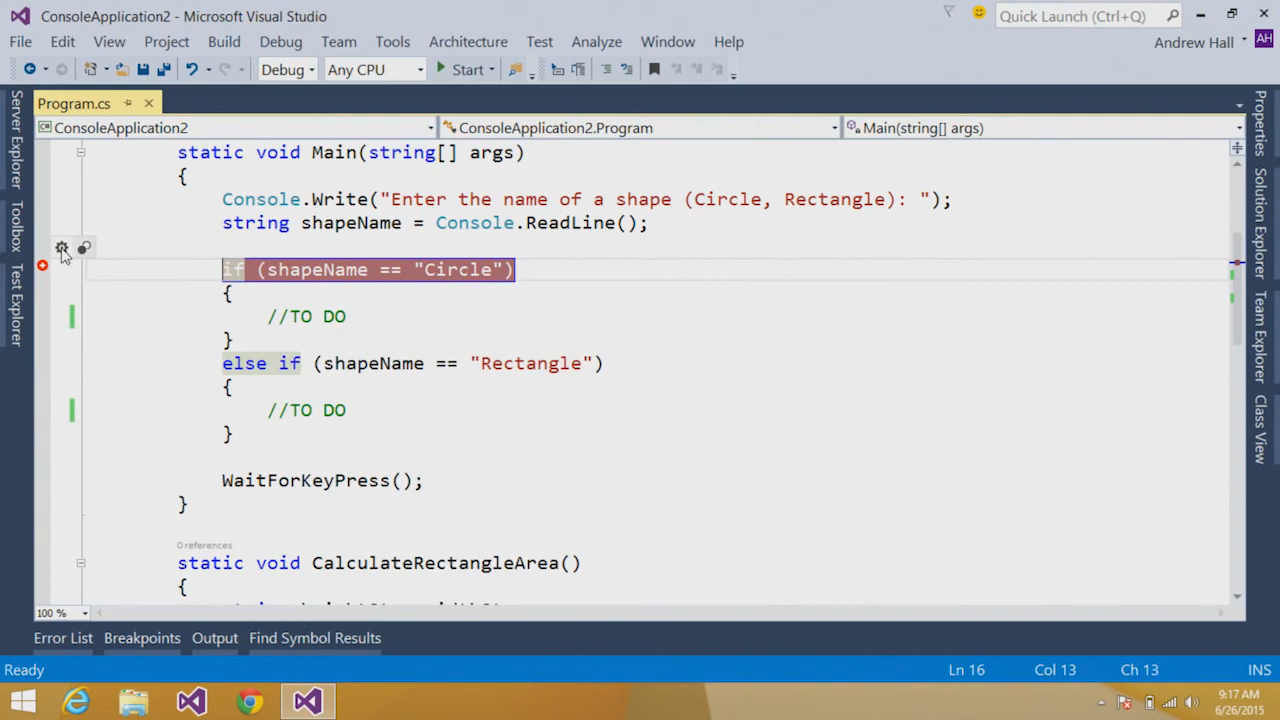 ConsoleApplication2 - Microsoft Visual Studio
Quick Launch (Ctrl+Q)
File Edit View Project Build Debug Team Tools Architecture Test Analyze Window Help
Andrew Hall AH
Debug Any CPU Start
Program.cs
ConsoleApplication2 ConsoleApplication2.Program Main(string[] args)
Server Explorer
Toolbox
Test Explorer
static void Main(string[] args)
{
Console.Write("Enter the name of a shape (Circle, Rectangle): ");
string shapeName = Console.ReadLine();
if (shapeName == "Circle")
{
//TO DO
}
else if (shapeName == "Rectangle")
{
//TO DO
}
WaitForKeyPress();
}
0 references
static void CalculateRectangleArea()
{
Properties
Solution Explorer
Team Explorer
Class View
100 %
Error List Breakpoints Output Find Symbol Results
Ready Ln 16 Col 13 Ch 13 INS
9:17 AM
6/26/2015